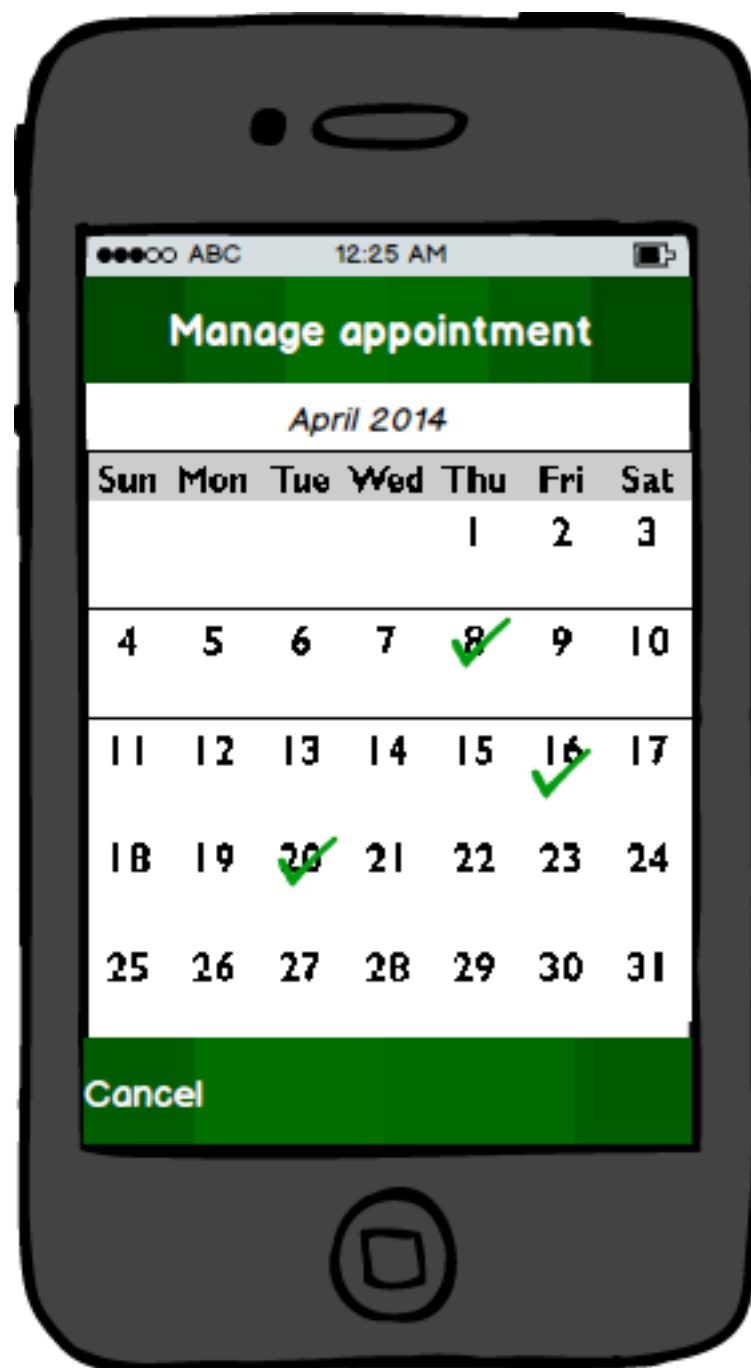 ABC 12:25 AM
Manage appointment
April 2014
Sun Mon Tue Wed Thu Fri Sat
1 2 3
4 5 6 7 8 9 10
11 12 13 14 15 16 17
18 19 20 21 22 23 24
25 26 27 28 29 30 31
Cancel